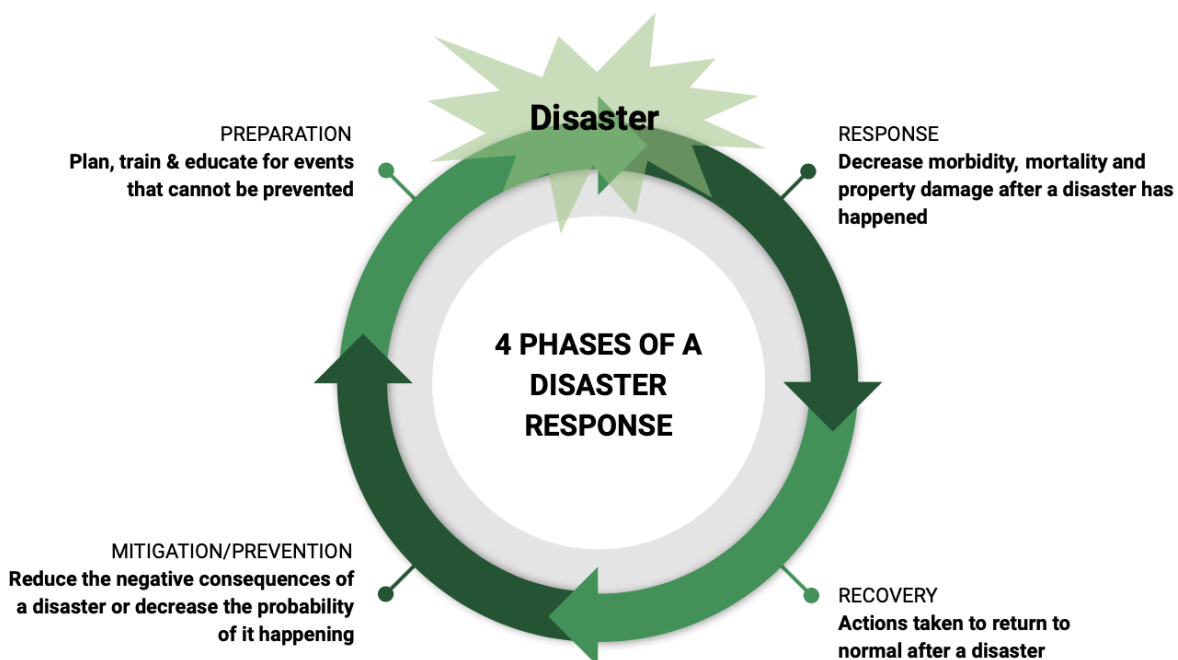 Disaster
PREPARATION
Plan, train & educate for events
that cannot be prevented
RESPONSE
Decrease morbidity, mortality and
property damage after a disaster has
happened
4 PHASES OF A
DISASTER
RESPONSE
MITIGATION/PREVENTION
Reduce the negative consequences of
a disaster or decrease the probability
of it happening
RECOVERY
Actions taken to return to
normal after a disaster